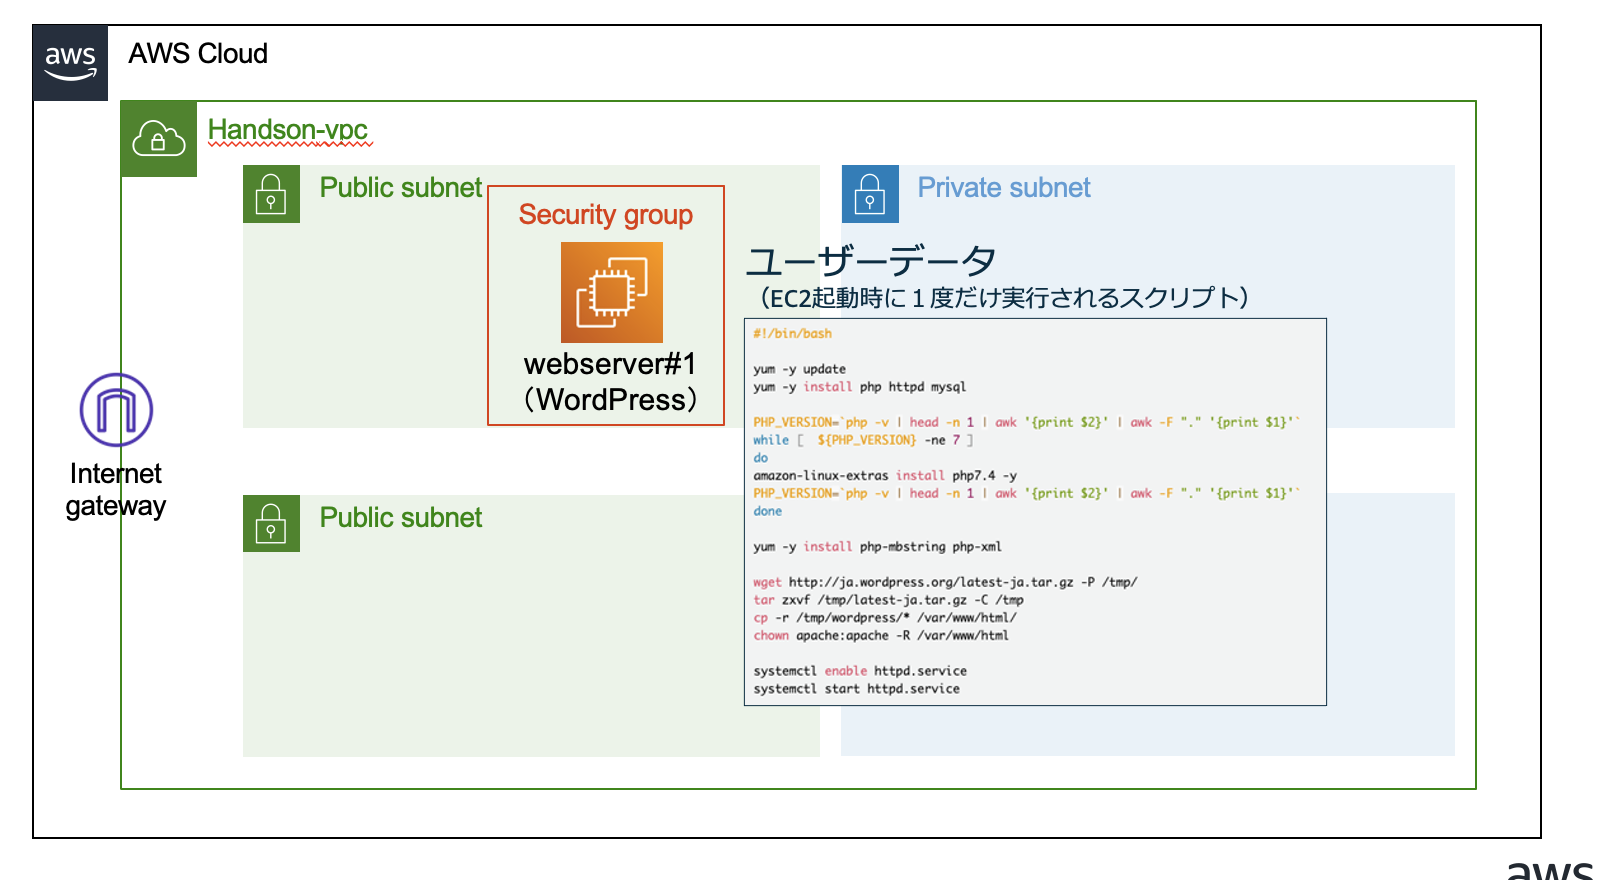 aws
AWS Cloud
Handson-vpc
Public subnet
Security group
webserver#1
（WordPress）
Private subnet
ユーザーデータ
（EC2起動時に１度だけ実行されるスクリプト）
#!/bin/bash
yum -y update
yum -y install php httpd mysql
PHP_VERSION=`php -v | head -n 1 | awk '{print $2}' | awk -F "." '{print $1}'`
while [ ${PHP_VERSION} -ne 7 ]
do
amazon-linux-extras install php7.4 -y
PHP_VERSION=`php -v | head -n 1 | awk '{print $2}' | awk -F "." '{print $1}'`
done
yum -y install php-mbstring php-xml
wget http://ja.wordpress.org/latest-ja.tar.gz -P /tmp/
tar zxvf /tmp/latest-ja.tar.gz -C /tmp
cp -r /tmp/wordpress/* /var/www/html/
chown apache:apache -R /var/www/html
systemctl enable httpd.service
systemctl start httpd.service
Internet
gateway
Public subnet
aws